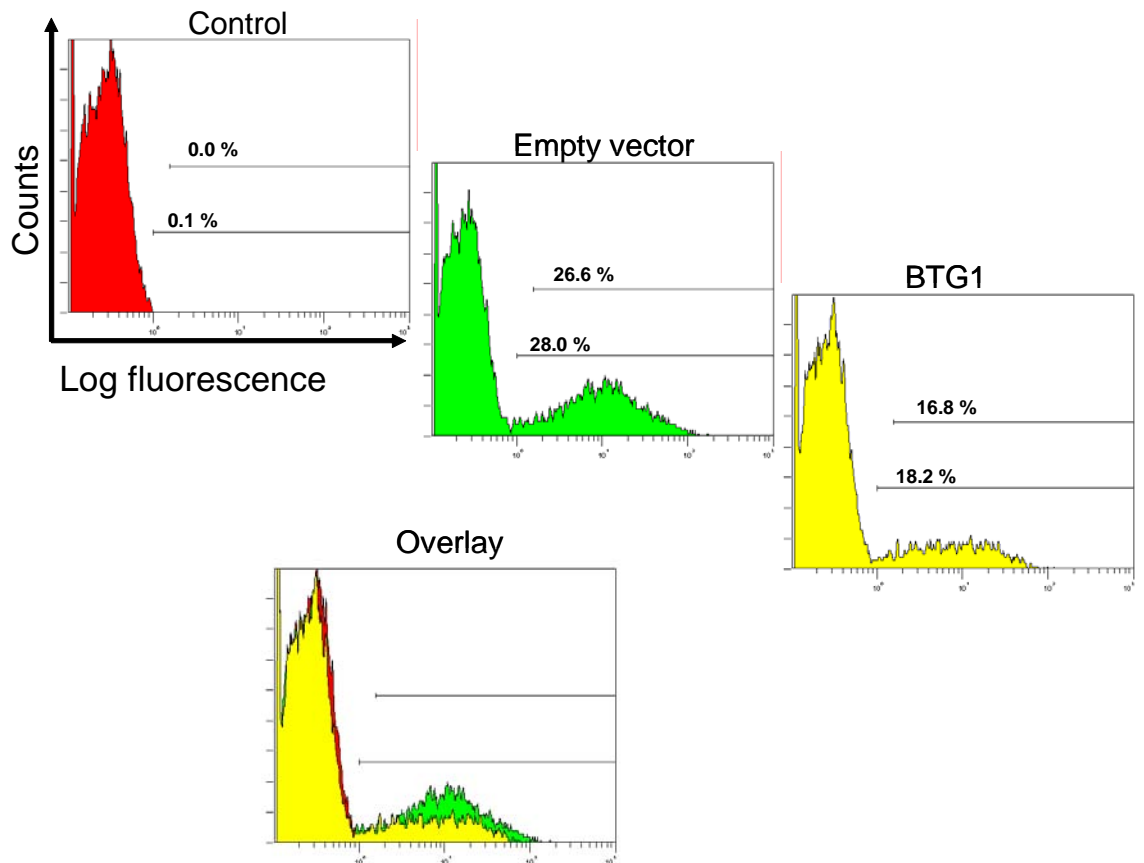 Control
Counts
0.0 %
0.1 %
Log fluorescence
Empty vector
26.6 %
28.0 %
BTG1
16.8 %
18.2 %
Overlay